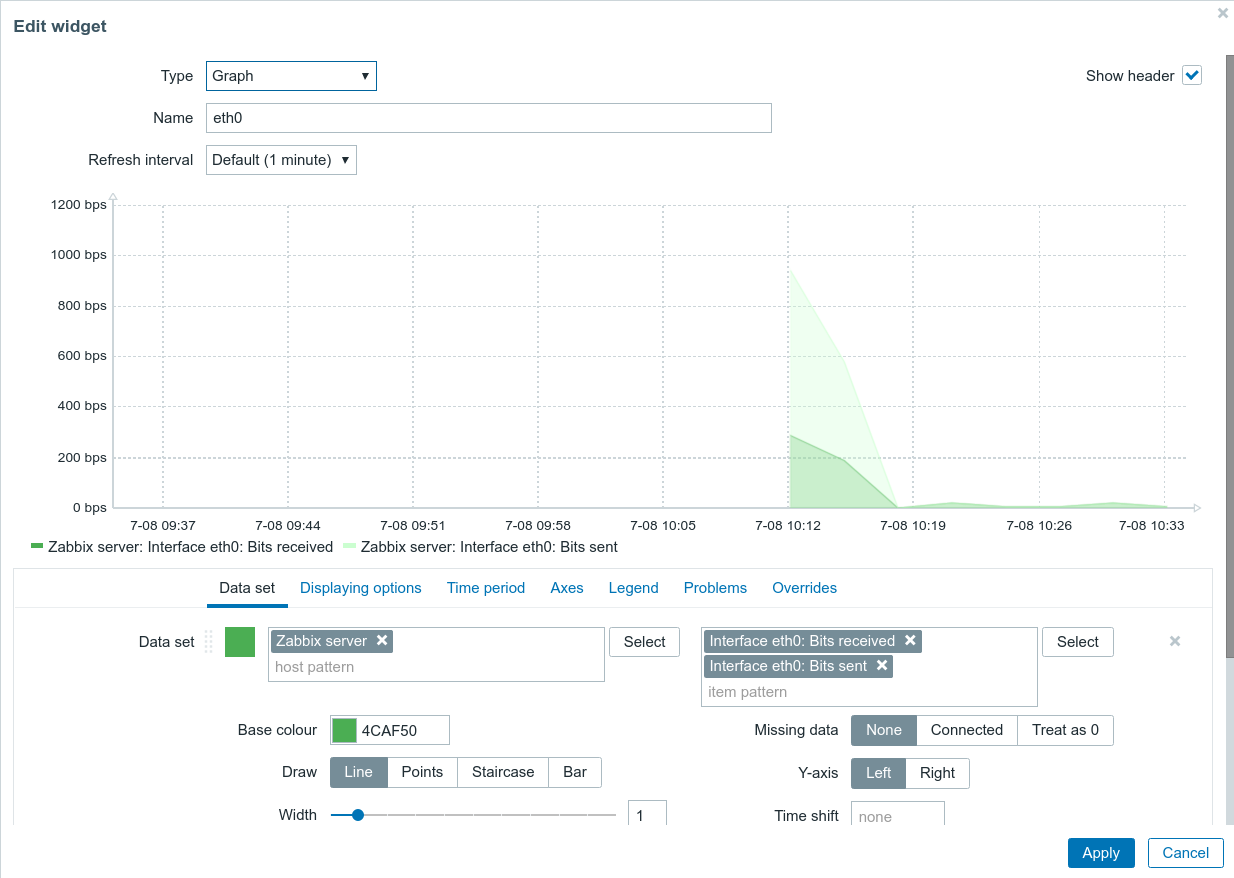 Edit widget
Type Graph Show header
Name eth0
Refresh interval Default (1 minute)
1200 bps
1000 bps
800 bps
600 bps
400 bps
200 bps
0 bps
7-08 09:37 7-08 09:44 7-08 09:51 7-08 09:58 7-08 10:05 7-08 10:12 7-08 10:19 7-08 10:26 7-08 10:33
Zabbix server: Interface eth0: Bits received Zabbix server: Interface eth0: Bits sent
Data set Displaying options Time period Axes Legend Problems Overrides
Data set Zabbix server Select Interface eth0: Bits received Select
host pattern Interface eth0: Bits sent
item pattern
Base colour 4CAF50 Missing data None Connected Treat as 0
Draw Line Points Staircase Bar Y-axis Left Right
Width 1 Time shift none
Apply Cancel